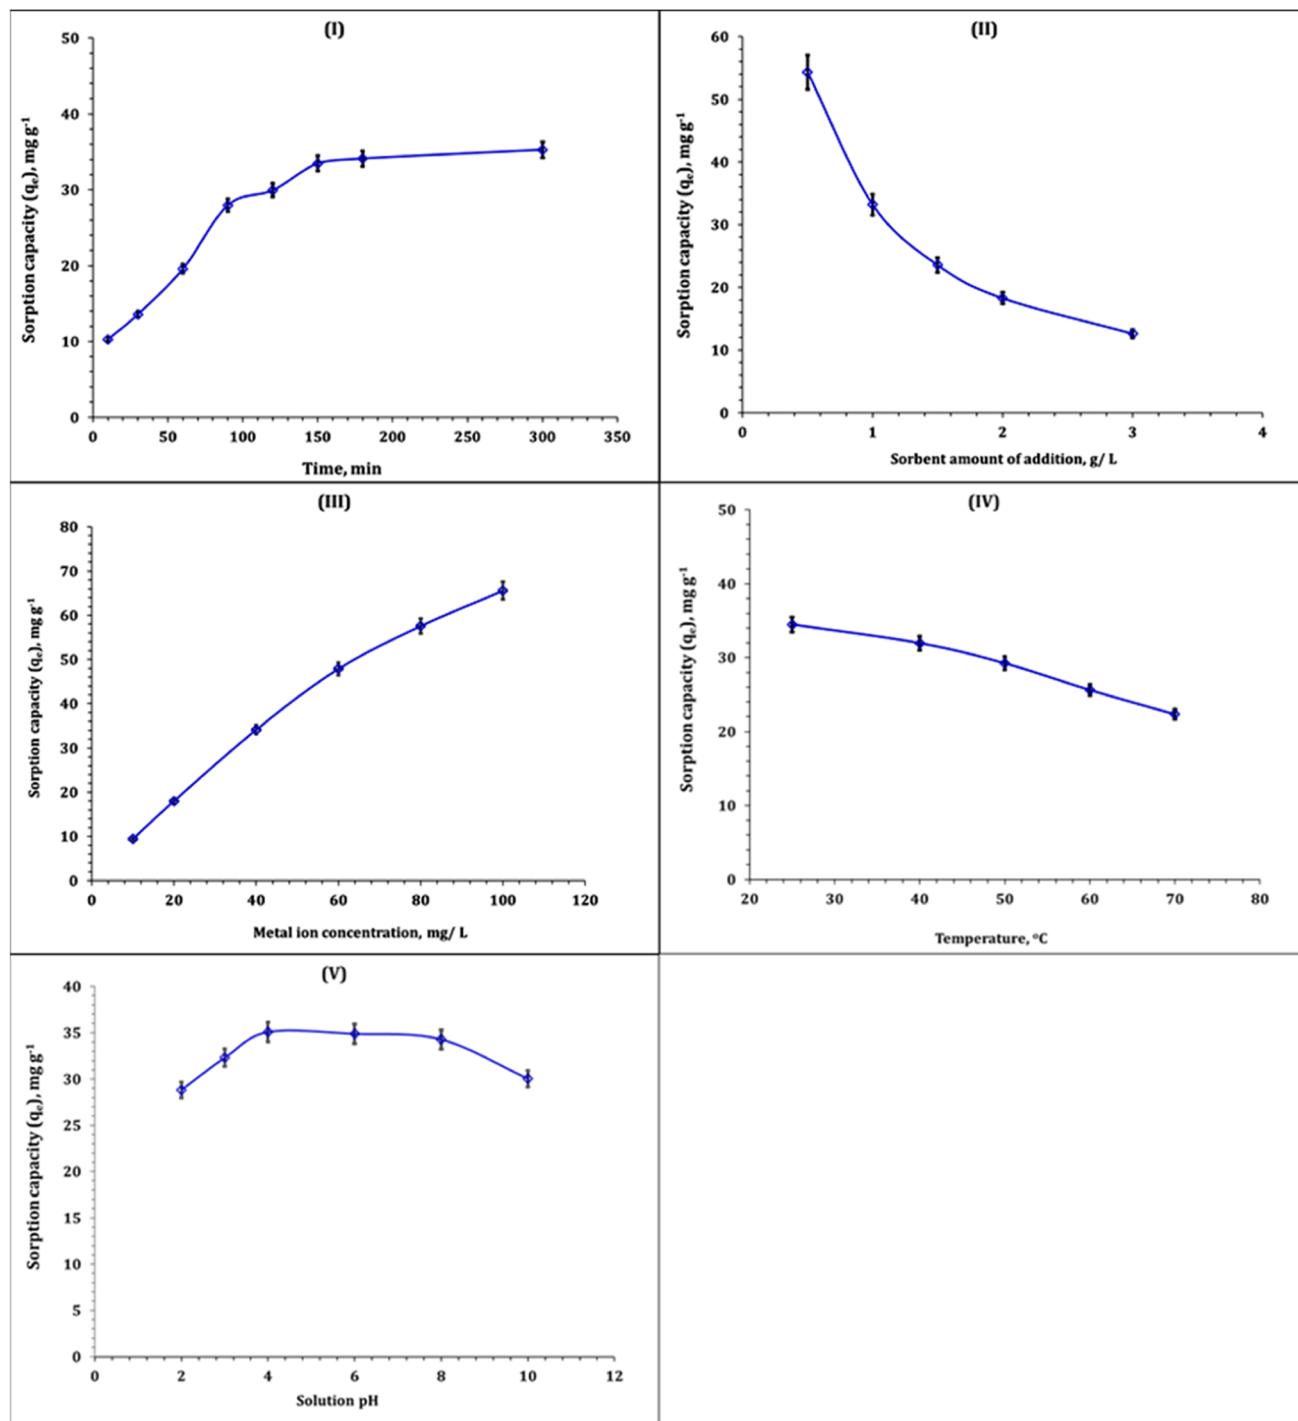 (I)
Sorption capacity (qe), mg g-1
50
40
30
20
10
0
0 50 100 150 200 250 300 350
Time, min
(II)
Sorption capacity (qe), mg g-1
60
50
40
30
20
10
0
0 1 2 3 4
Sorbent amount of addition, g/ L
(III)
Sorption capacity (qe), mg g-1
80
70
60
50
40
30
20
10
0
0 20 40 60 80 100 120
Metal ion concentration, mg/ L
(IV)
Sorption capacity (qe), mg g-1
50
40
30
20
10
0
20 30 40 50 60 70 80
Temperature, °C
(V)
Sorption capacity (qe), mg g-1
40
35
30
25
20
15
10
5
0
0 2 4 6 8 10 12
Solution pH